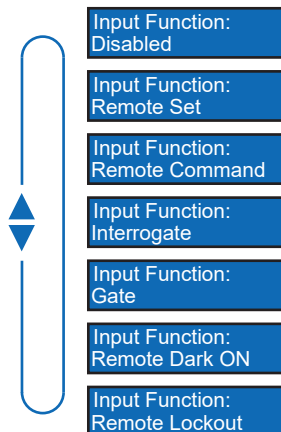 Input Function:
Disabled
Input Function:
Remote Set
Input Function:
Remote Command
Input Function:
Interrogate
Input Function:
Gate
Input Function:
Remote Dark ON
Input Function:
Remote Lockout